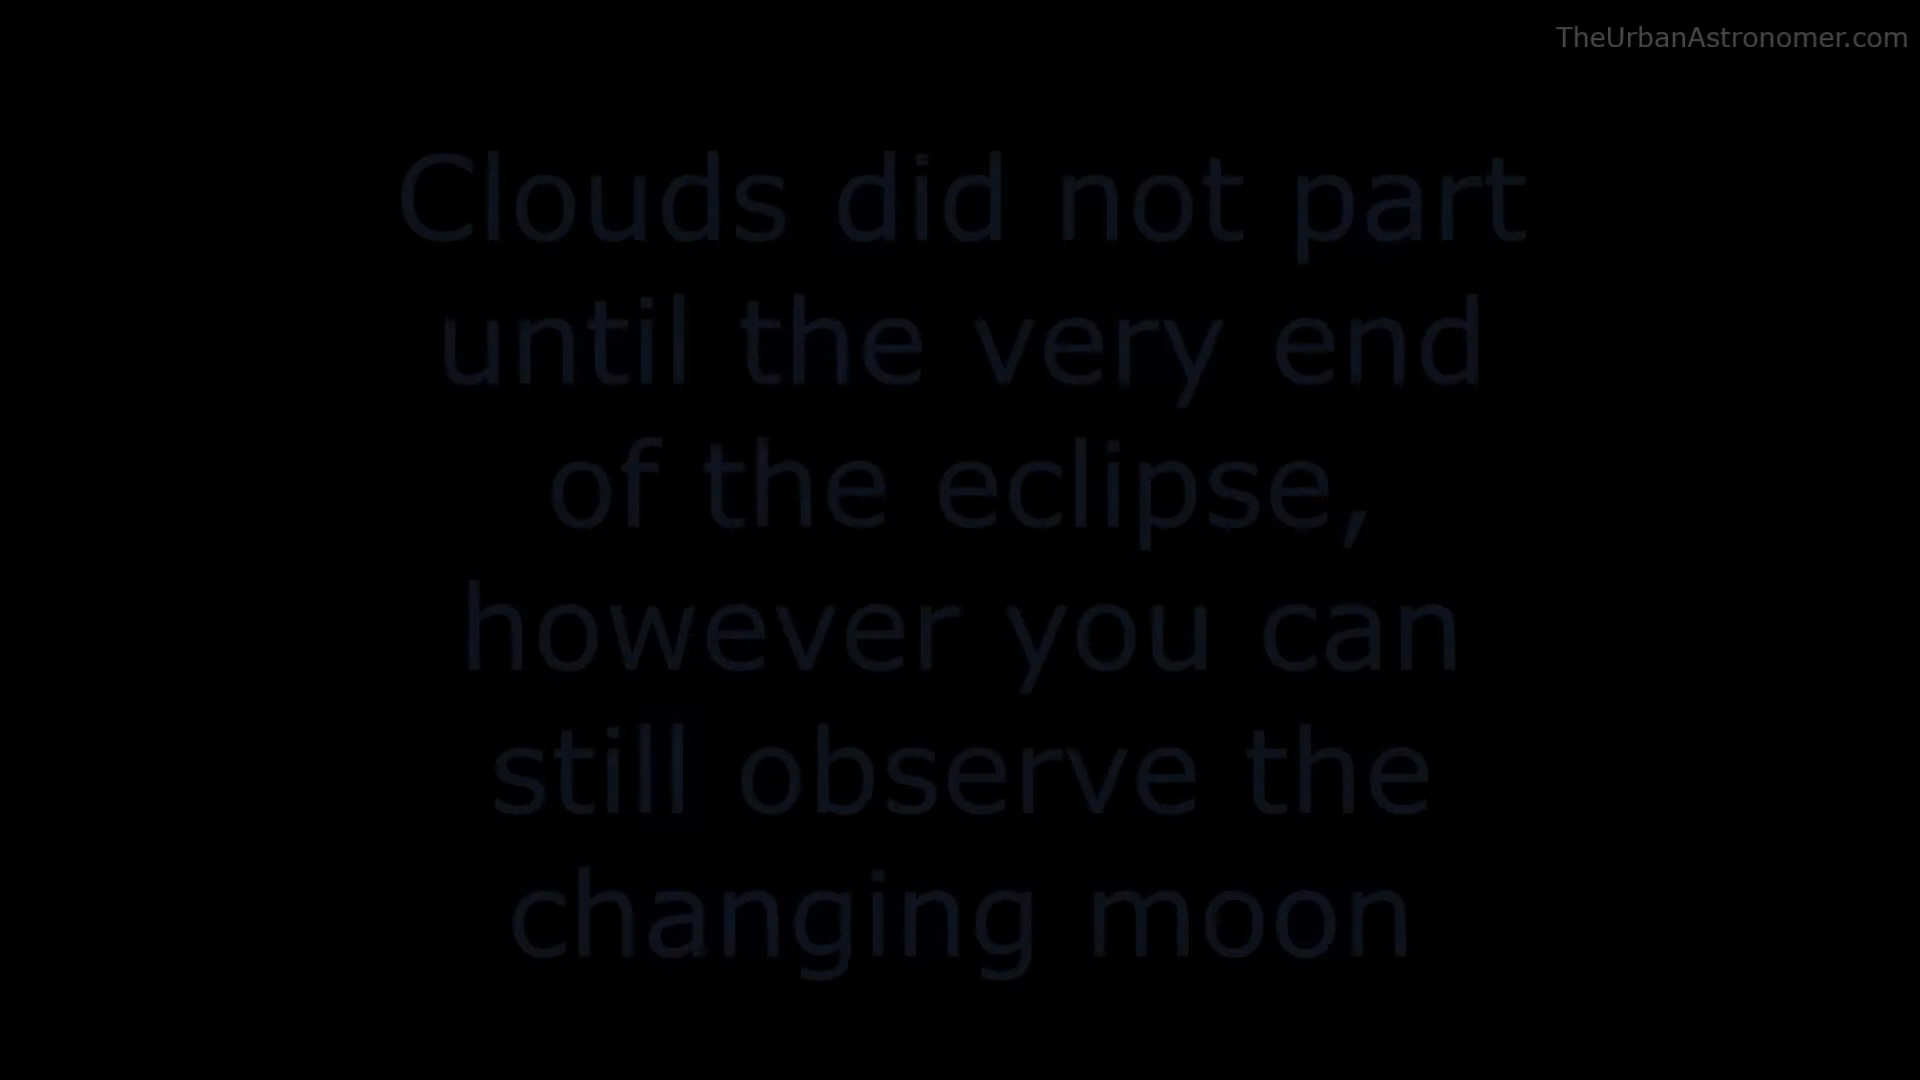 TheUrbanAstronomer.com
Clouds did not part
until the very end
of the eclipse,
however you can
still observe the
changing moon